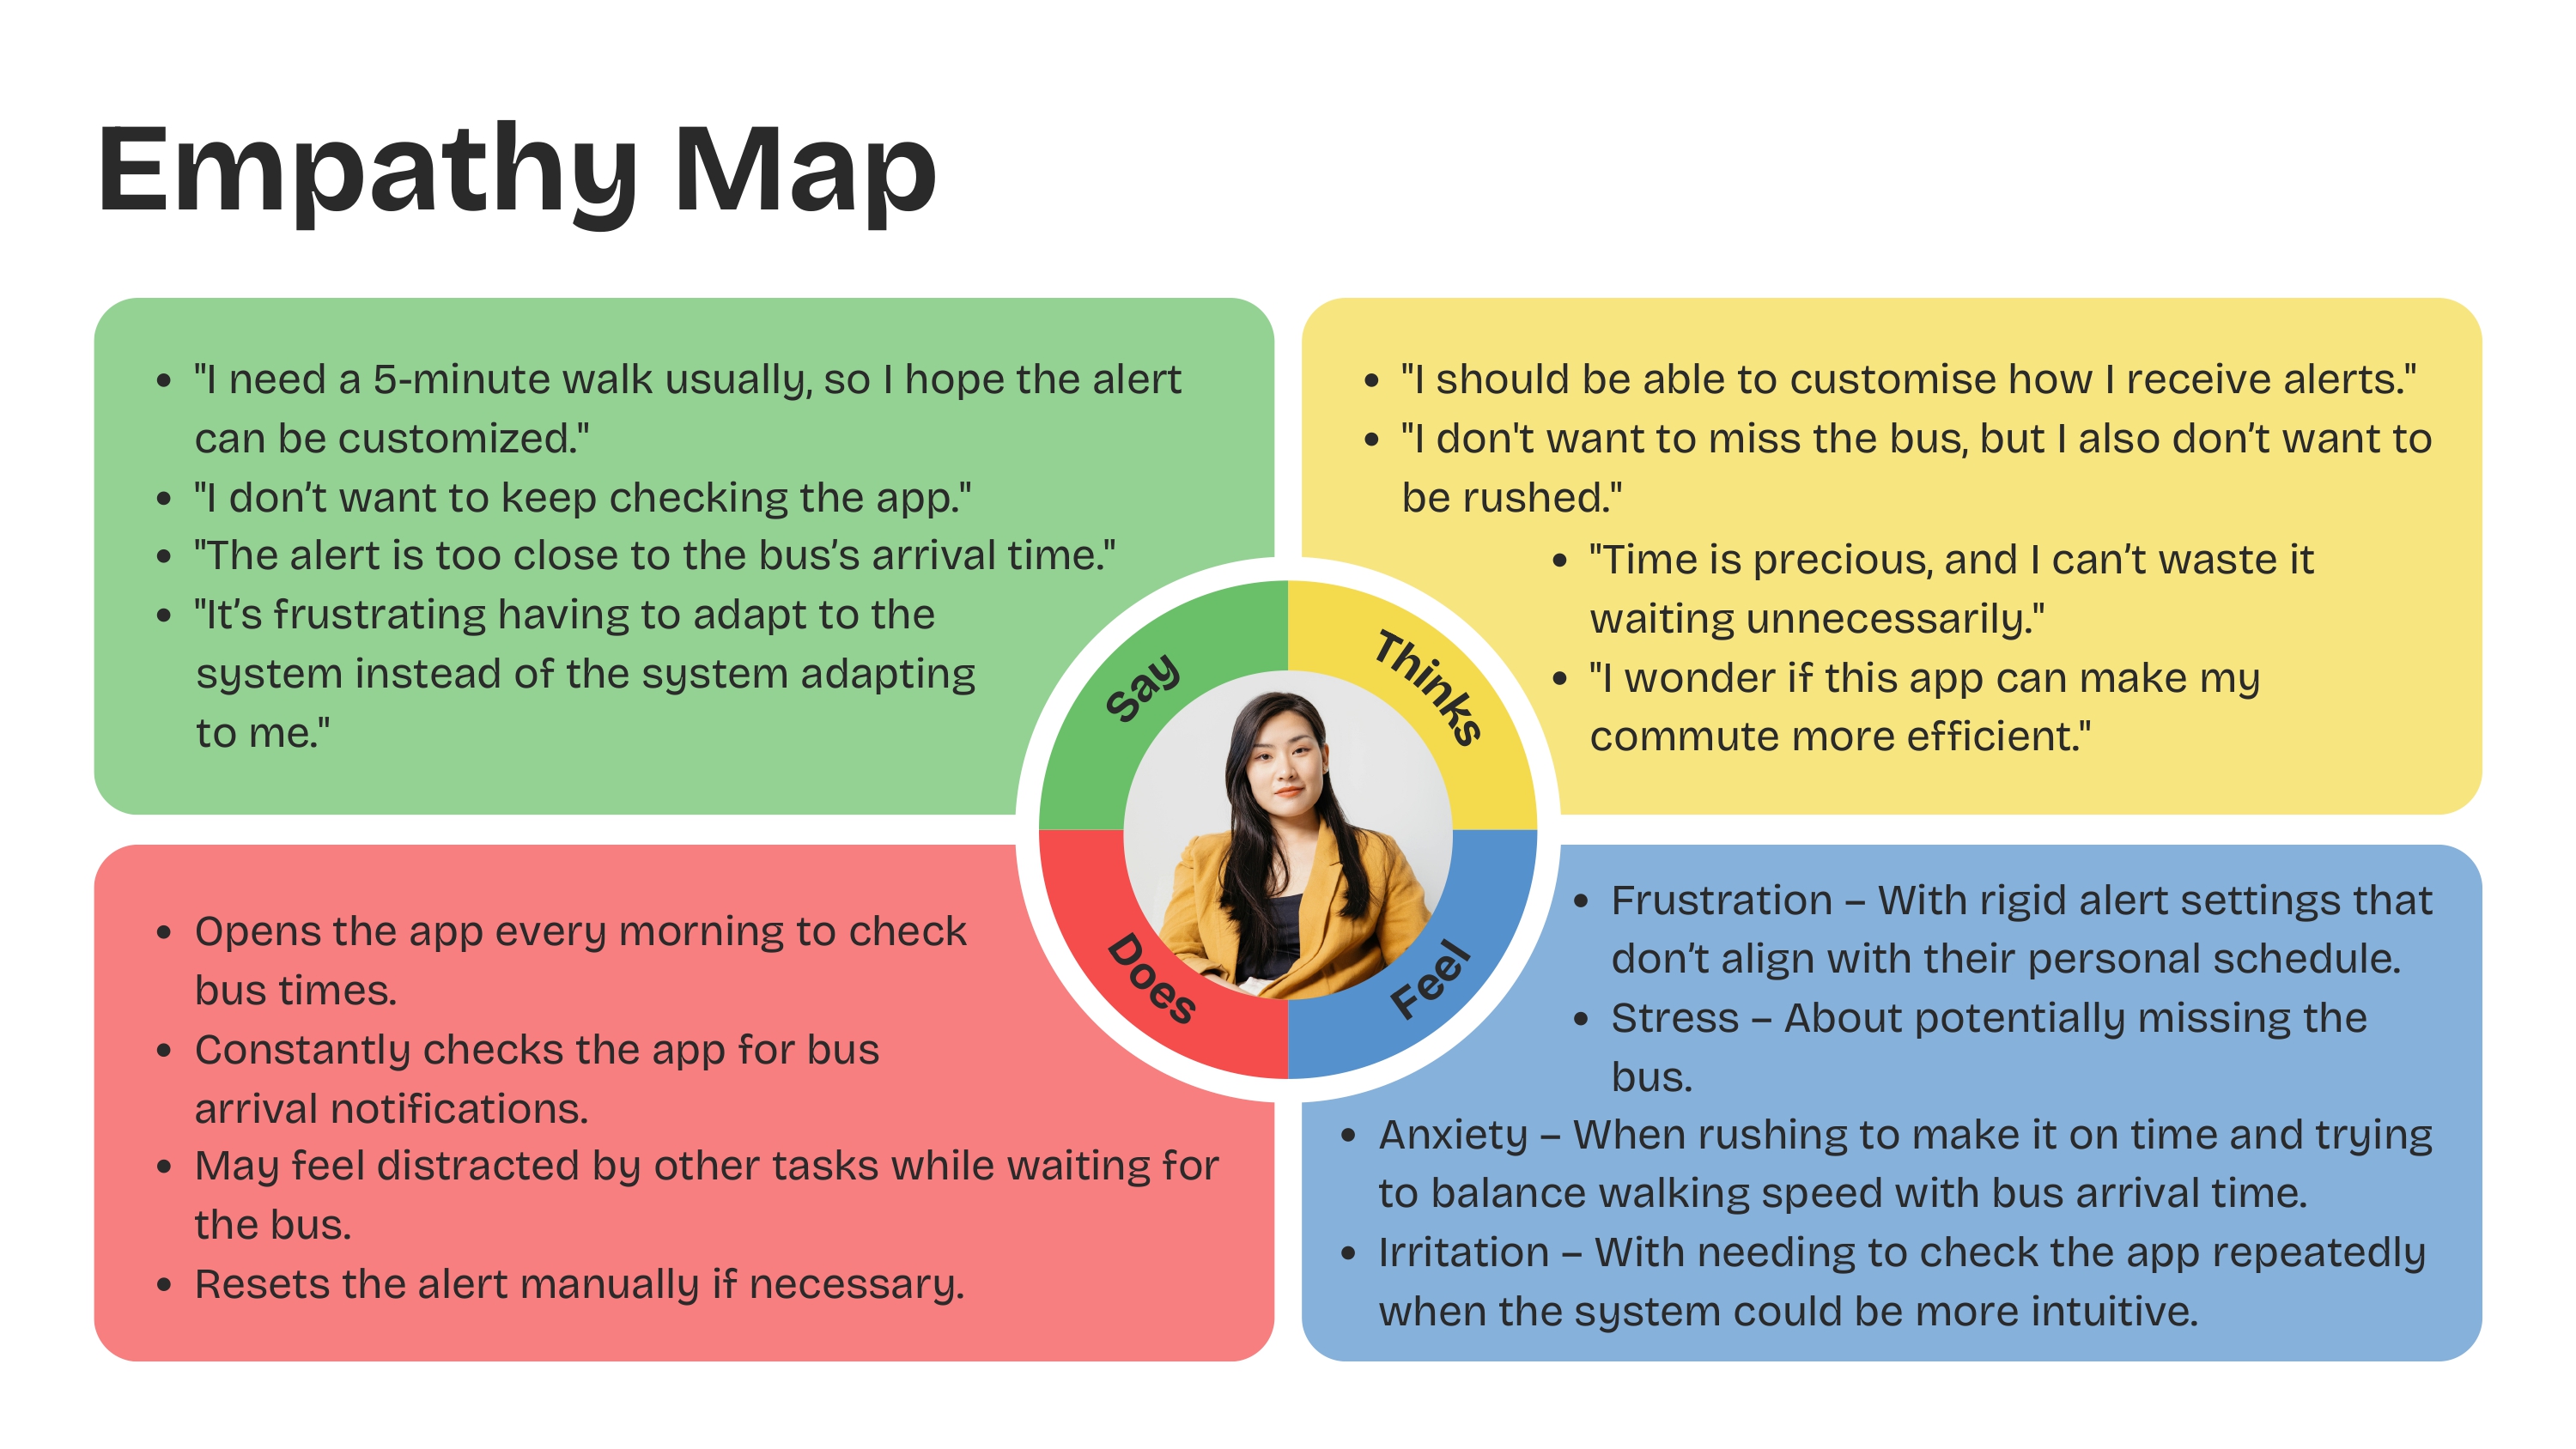 Empathy Map
• "I need a 5-minute walk usually, so I hope the alert
can be customized."
• "I don’t want to keep checking the app."
• "The alert is too close to the bus’s arrival time."
• "It’s frustrating having to adapt to the
system instead of the system adapting
to me."
• "I should be able to customise how I receive alerts."
• "I don't want to miss the bus, but I also don’t want to
be rushed."
• "Time is precious, and I can’t waste it
waiting unnecessarily."
• "I wonder if this app can make my
commute more efficient."
Say
Thinks
Does
Feel
• Opens the app every morning to check
bus times.
• Constantly checks the app for bus
arrival notifications.
• May feel distracted by other tasks while waiting for
the bus.
• Resets the alert manually if necessary.
• Frustration – With rigid alert settings that
don’t align with their personal schedule.
• Stress – About potentially missing the
bus.
• Anxiety – When rushing to make it on time and trying
to balance walking speed with bus arrival time.
• Irritation – With needing to check the app repeatedly
when the system could be more intuitive.